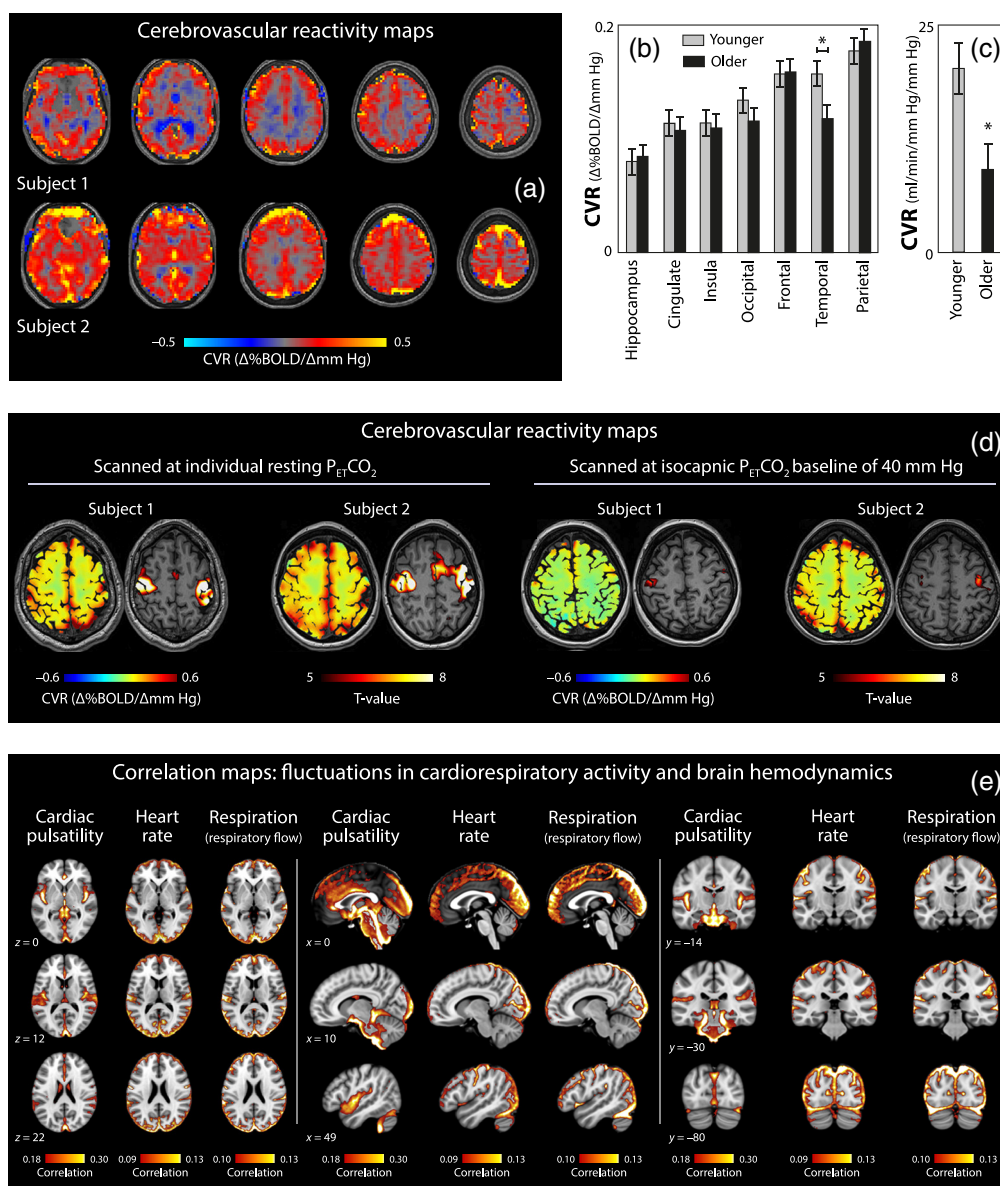 Cerebrovascular reactivity maps
Subject 1
(a)
Subject 2
−0.5
0.5
CVR (Δ%BOLD/Δmm Hg)
(b)
Younger
Older
*
0.2
0
CVR (Δ%BOLD/Δmm Hg)
Hippocampus
Cingulate
Insula
Occipital
Frontal
Temporal
Parietal
(c)
25
0
CVR (ml/min/mm Hg/mm Hg)
*
Younger
Older
Cerebrovascular reactivity maps
(d)
Scanned at individual resting PETCO2
Scanned at isocapnic PETCO2 baseline of 40 mm Hg
Subject 1
Subject 2
Subject 1
Subject 2
−0.6 0.6
5 8
−0.6 0.6
5 8
CVR (Δ%BOLD/Δmm Hg)
T-value
CVR (Δ%BOLD/Δmm Hg)
T-value
Correlation maps: fluctuations in cardiorespiratory activity and brain hemodynamics
(e)
Cardiac pulsatility
Heart rate
Respiration
(respiratory flow)
Cardiac pulsatility
Heart rate
Respiration
(respiratory flow)
Cardiac pulsatility
Heart rate
Respiration
(respiratory flow)
z = 0
x = 0
y = −14
z = 12
x = 10
y = −30
z = 22
x = 49
y = −80
0.18 0.30
0.09 0.13
0.10 0.13
0.18 0.30
0.09 0.13
0.10 0.13
0.18 0.30
0.09 0.13
0.10 0.13
Correlation
Correlation
Correlation
Correlation
Correlation
Correlation
Correlation
Correlation
Correlation